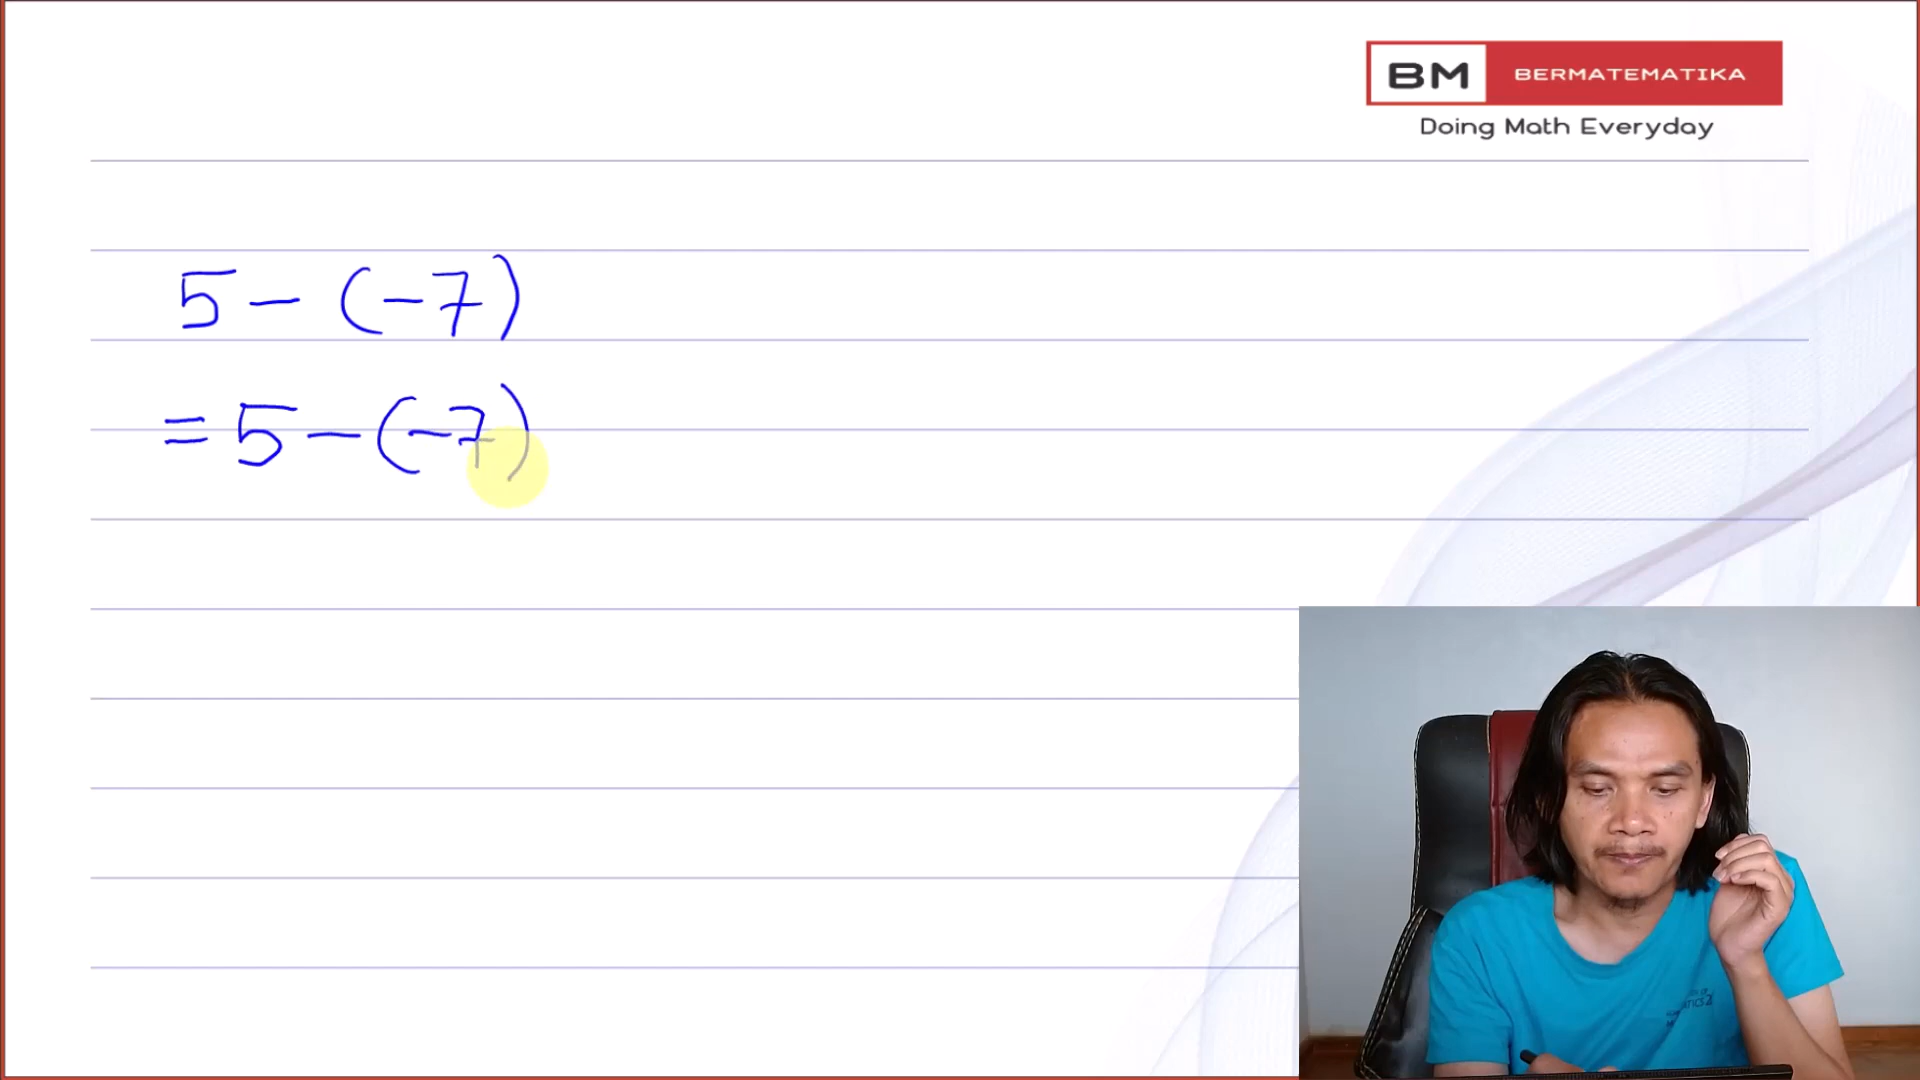 BM BERMATEMATIKA
Doing Math Everyday
5 - (-7)
= 5 - (-7)